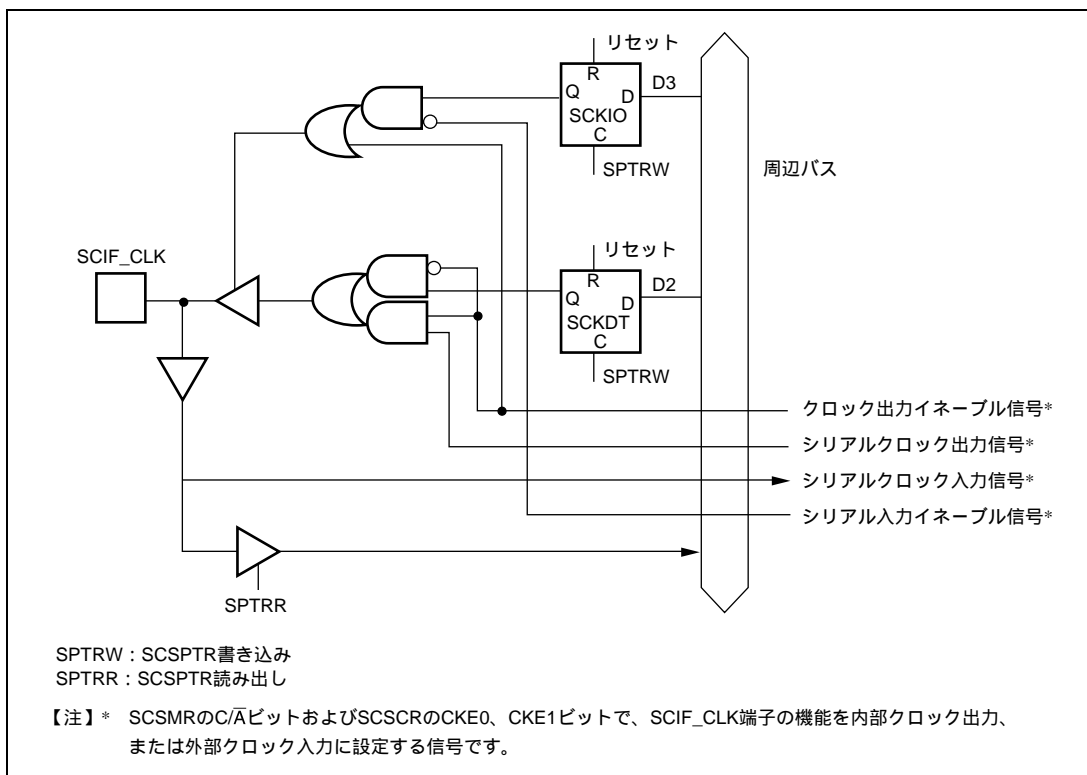 リセット
R
Q
D
D3
SCKIO
C
SPTRW
周辺バス
リセット
SCIF_CLK
R
Q
D
D2
SCKDT
C
SPTRW
クロック出力イネーブル信号*
シリアルクロック出力信号*
シリアルクロック入力信号*
シリアル入力イネーブル信号*
SPTRR
SPTRW：SCSPTR書き込み
SPTRR：SCSPTR読み出し
【注】* SCSMRのC/A̅ビットおよびSCSCRのCKE0、CKE1ビットで、SCIF_CLK端子の機能を内部クロック出力、
または外部クロック入力に設定する信号です。